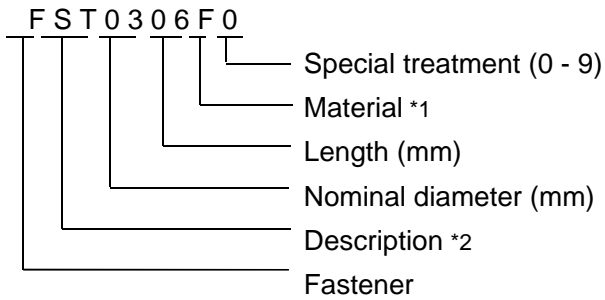 F S T 0 3 0 6 F 0
Special treatment (0 - 9)
Material *1
Length (mm)
Nominal diameter (mm)
Description *2
Fastener